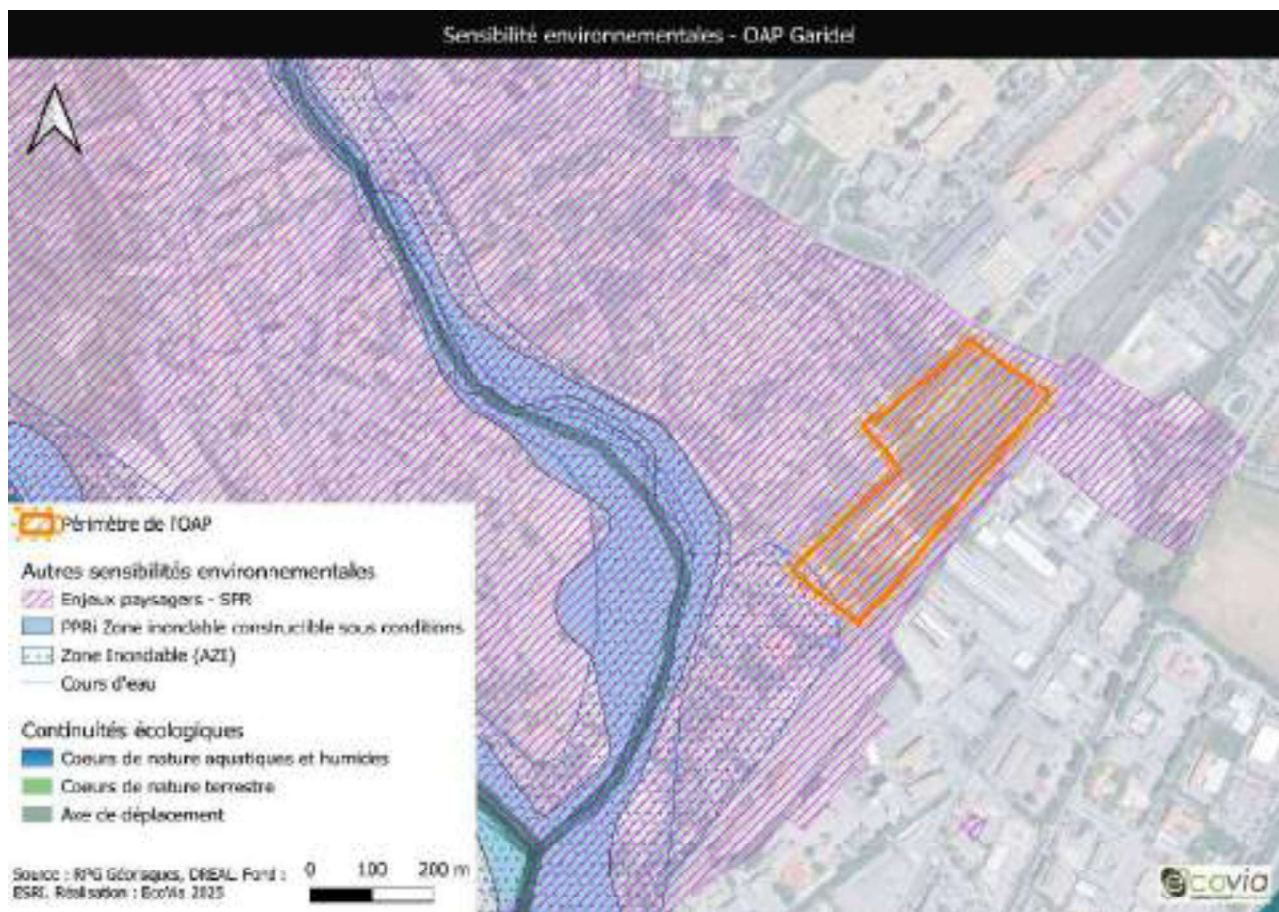 Sensibilité environnementales - OAP Garidel
Périmètre de l'OAP
Autres sensibilités environnementales
Enjeux paysagers - SPR
PPRi Zone inondable constructible sous conditions
Zone Inondable (AZI)
Cours d'eau
Continuités écologiques
Coeurs de nature aquatiques et humides
Coeurs de nature terrestre
Axe de déplacement
Source : RPG Géorisques, DREAL. Fond :
ESRI. Réalisation : EcoVia 2025
0 100 200 m
ecovia